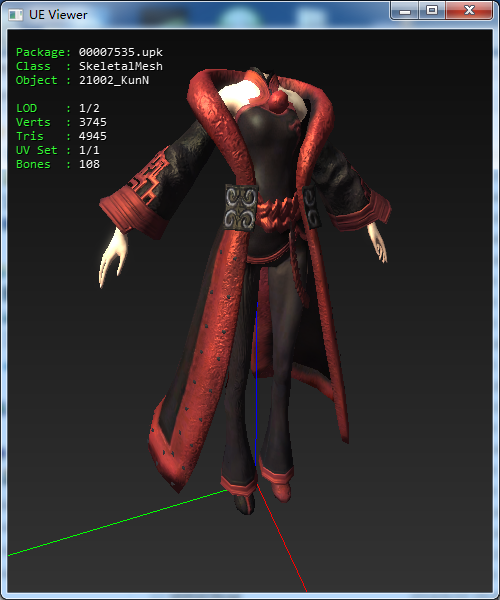 UE Viewer
Package: 00007535.upk
Class : SkeletalMesh
Object : 21002_KunN
LOD : 1/2
Verts : 3745
Tris : 4945
UV Set : 1/1
Bones : 108